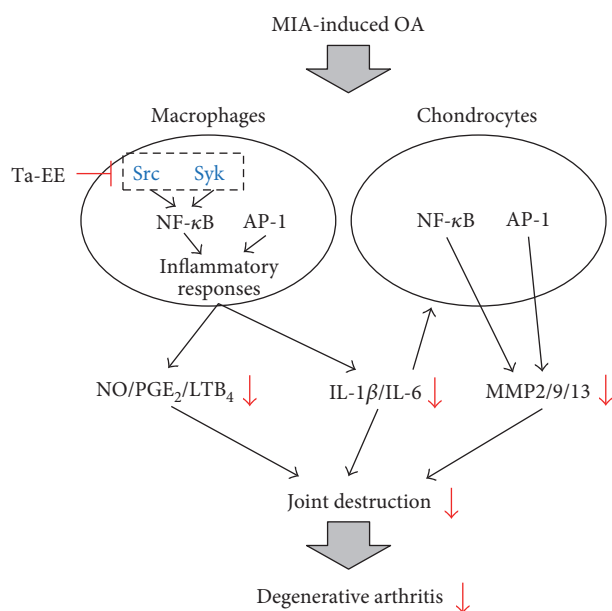 MIA-induced OA
Macrophages
Chondrocytes
Ta-EE
Src Syk
NF-κB AP-1
Inflammatory
responses
NF-κB AP-1
NO/PGE₂/LTB₄
IL-1β/IL-6
MMP2/9/13
Joint destruction
Degenerative arthritis